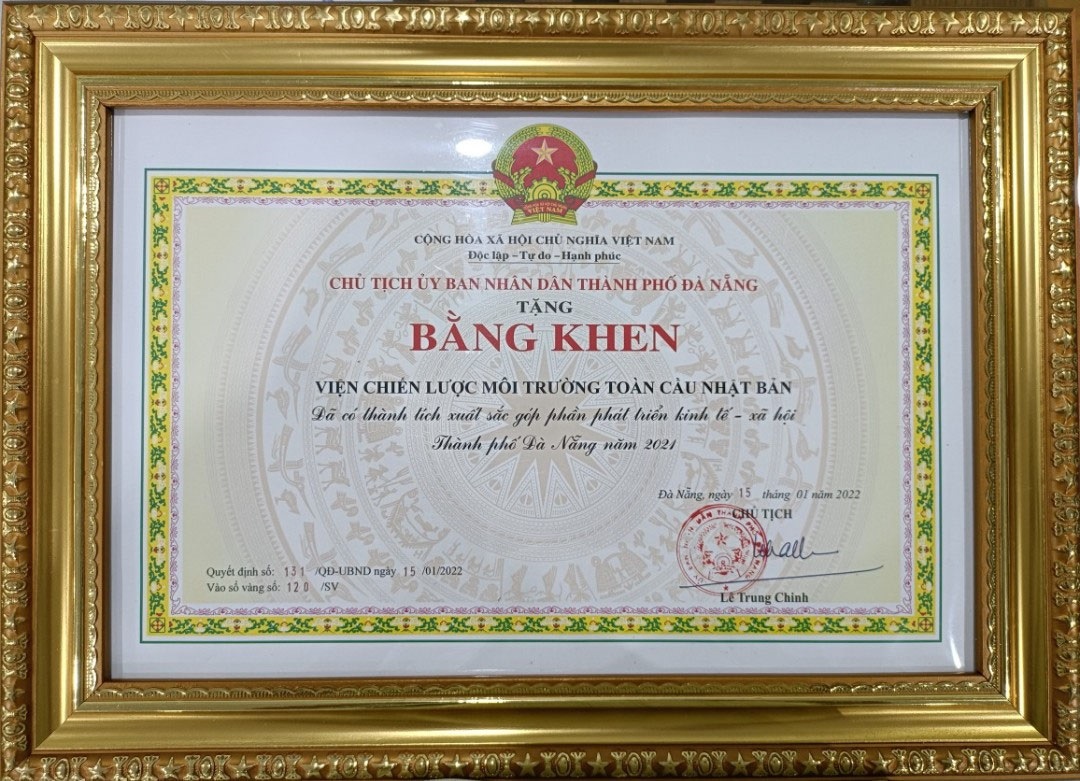 VIỆT NAM
CỘNG HÒA XÃ HỘI CHỦ NGHĨA VIỆT NAM
Độc lập – Tự do – Hạnh phúc
CHỦ TỊCH ỦY BAN NHÂN DÂN THÀNH PHỐ ĐÀ NẴNG
TẶNG
BẰNG KHEN
VIỆN CHIẾN LƯỢC MÔI TRƯỜNG TOÀN CẦU NHẬT BẢN
Đã có thành tích xuất sắc góp phần phát triển kinh tế – xã hội
Thành phố Đà Nẵng năm 2021
Đà Nẵng, ngày 15 tháng 01 năm 2022
CHỦ TỊCH
Lê Trung Chinh
Quyết định số: 131 /QĐ-UBND ngày 15 /01/2022
Vào sổ vàng số: 120 /SV